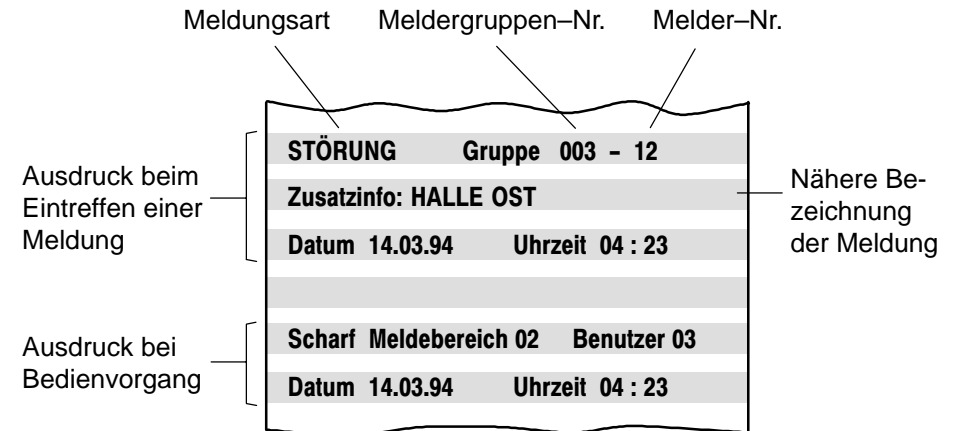 Meldungsart Meldergruppen–Nr. Melder–Nr.
STÖRUNG Gruppe 003 – 12
Zusatzinfo: HALLE OST
Datum 14.03.94 Uhrzeit 04 : 23
Scharf Meldebereich 02 Benutzer 03
Datum 14.03.94 Uhrzeit 04 : 23
Ausdruck beim
Eintreffen einer
Meldung
Ausdruck bei
Bedienvorgang
Nähere Be-
zeichnung
der Meldung